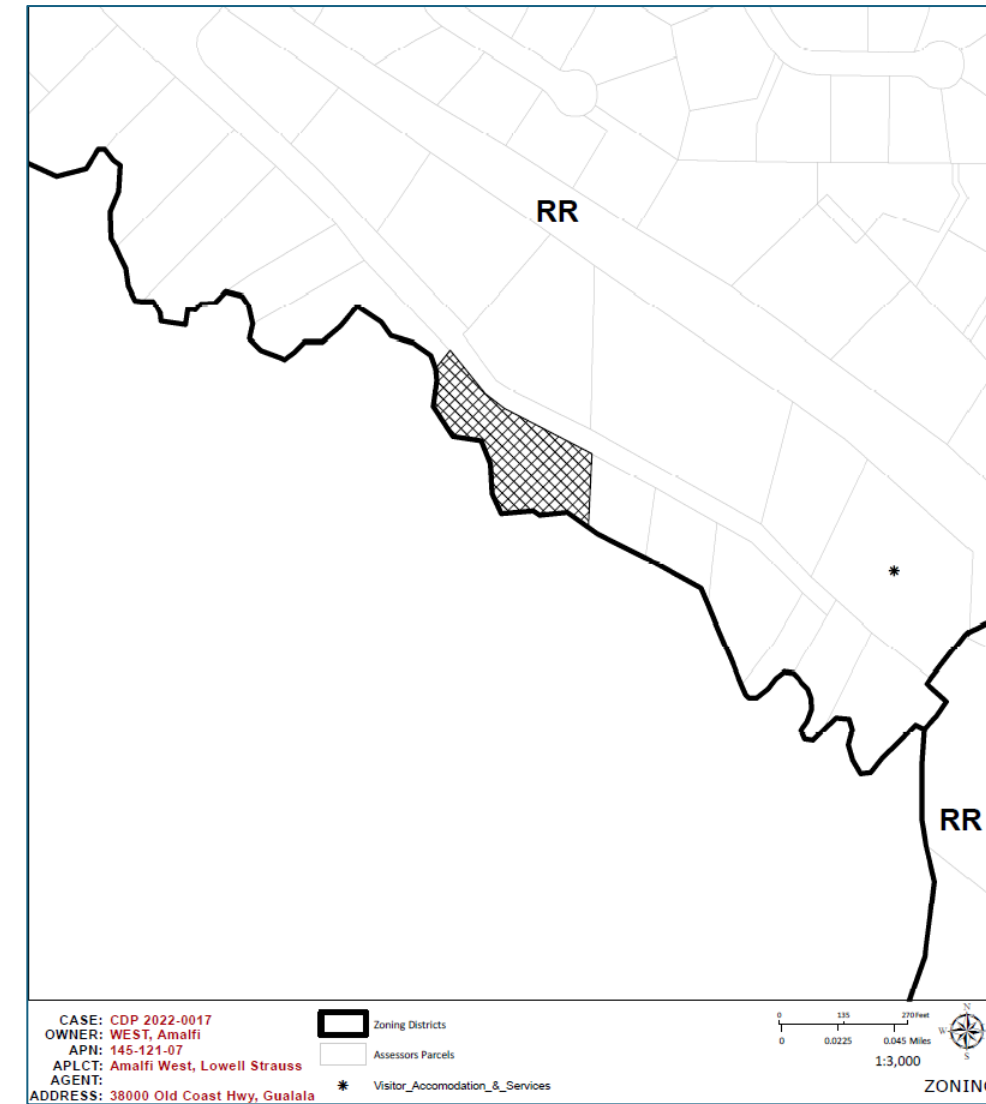 RR
RR
CASE: CDP 2022-0017
OWNER: WEST, Amalfi
APN: 145-121-07
APLCT: Amalfi West, Lowell Strauss
AGENT:
ADDRESS: 38000 Old Coast Hwy, Gualala
Zoning Districts
Assessors Parcels
Visitor_Accomodation_&_Services
0 135 270 Feet
0 0.0225 0.045 Miles
1:3,000
N
W
S
ZONING